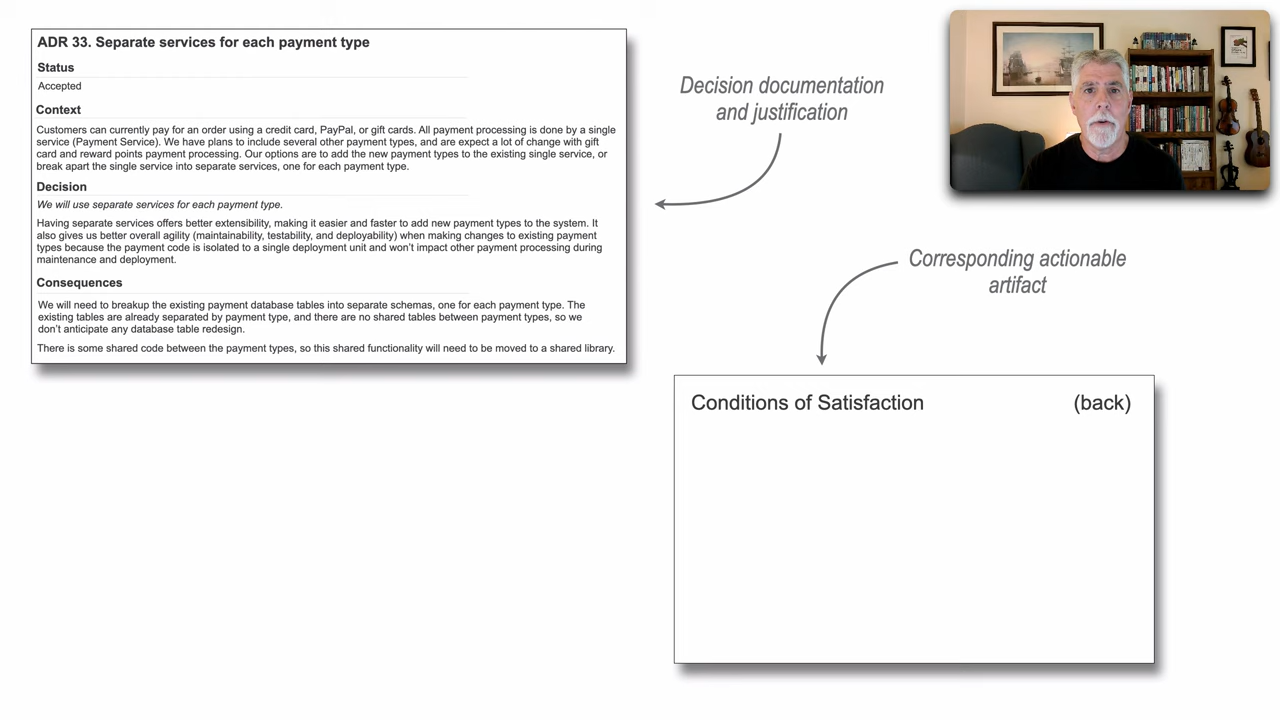 ADR 33. Separate services for each payment type
Status
Accepted
Context
Customers can currently pay for an order using a credit card, PayPal, or gift cards. All payment processing is done by a single
service (Payment Service). We have plans to include several other payment types, and are expect a lot of change with gift
card and reward points payment processing. Our options are to add the new payment types to the existing single service, or
break apart the single service into separate services, one for each payment type.
Decision
We will use separate services for each payment type.
Having separate services offers better extensibility, making it easier and faster to add new payment types to the system. It
also gives us better overall agility (maintainability, testability, and deployability) when making changes to existing payment
types because the payment code is isolated to a single deployment unit and won't impact other payment processing during
maintenance and deployment.
Consequences
We will need to breakup the existing payment database tables into separate schemas, one for each payment type. The
existing tables are already separated by payment type, and there are no shared tables between payment types, so we
don't anticipate any database table redesign.
There is some shared code between the payment types, so this shared functionality will need to be moved to a shared library.
Decision documentation
and justification
Corresponding actionable
artifact
Conditions of Satisfaction (back)